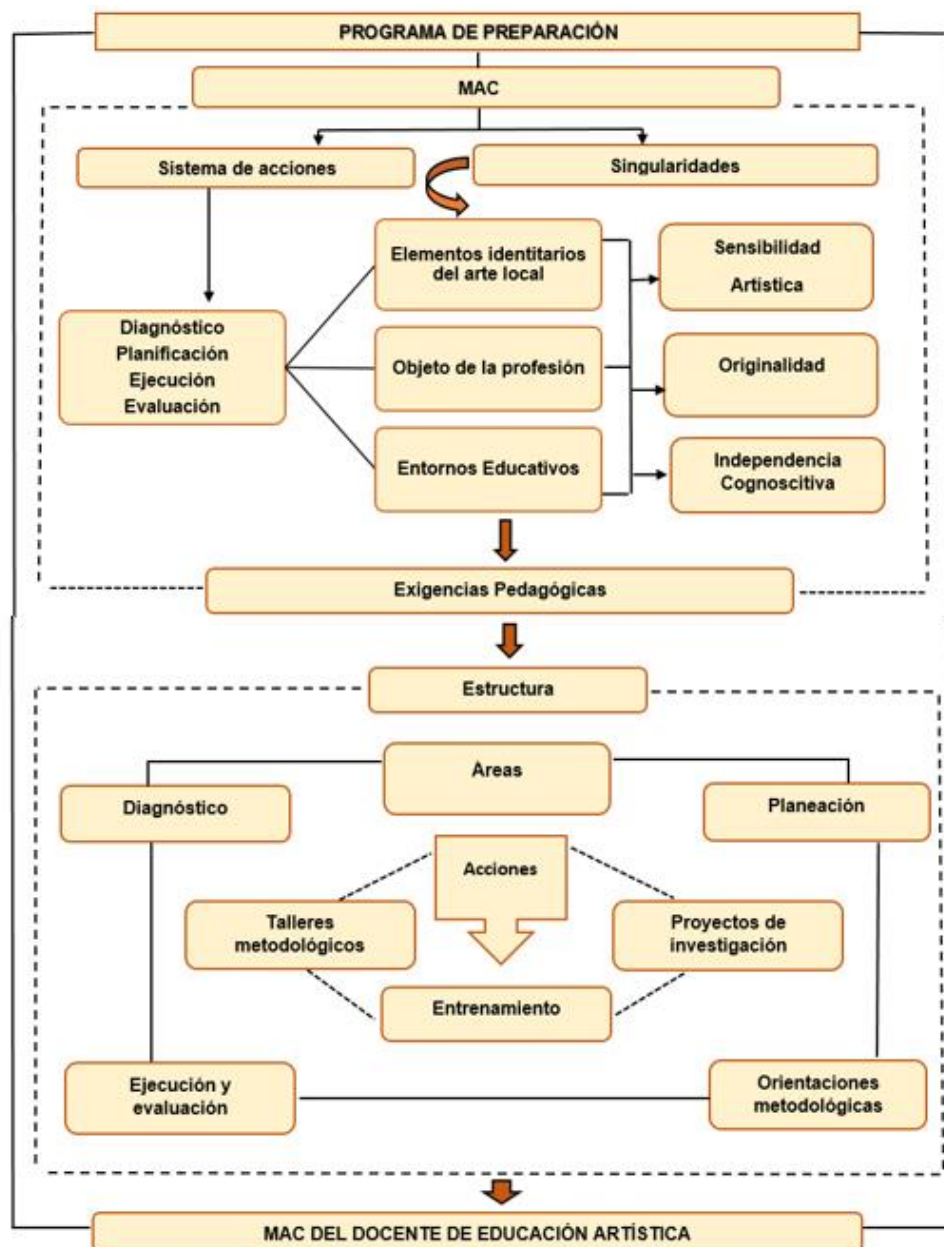 PROGRAMA DE PREPARACIÓN
MAC
Sistema de acciones
Singularidades
Elementos identitarios
del arte local
Sensibilidad
Artística
Diagnóstico
Planificación
Ejecución
Evaluación
Objeto de la profesión
Originalidad
Entornos Educativos
Independencia
Cognoscitiva
Exigencias Pedagógicas
Estructura
Areas
Diagnóstico
Planeación
Acciones
Talleres
metodológicos
Proyectos de
investigación
Entrenamiento
Ejecución y
evaluación
Orientaciones
metodológicas
MAC DEL DOCENTE DE EDUCACIÓN ARTÍSTICA